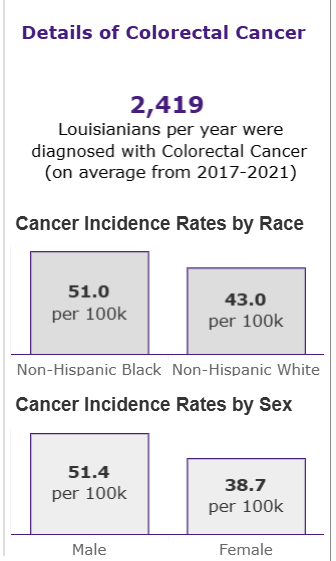 Details of Colorectal Cancer
2,419
Louisianians per year were
diagnosed with Colorectal Cancer
(on average from 2017-2021)
Cancer Incidence Rates by Race
51.0
per 100k
43.0
per 100k
Non-Hispanic Black Non-Hispanic White
Cancer Incidence Rates by Sex
51.4
per 100k
38.7
per 100k
Male Female